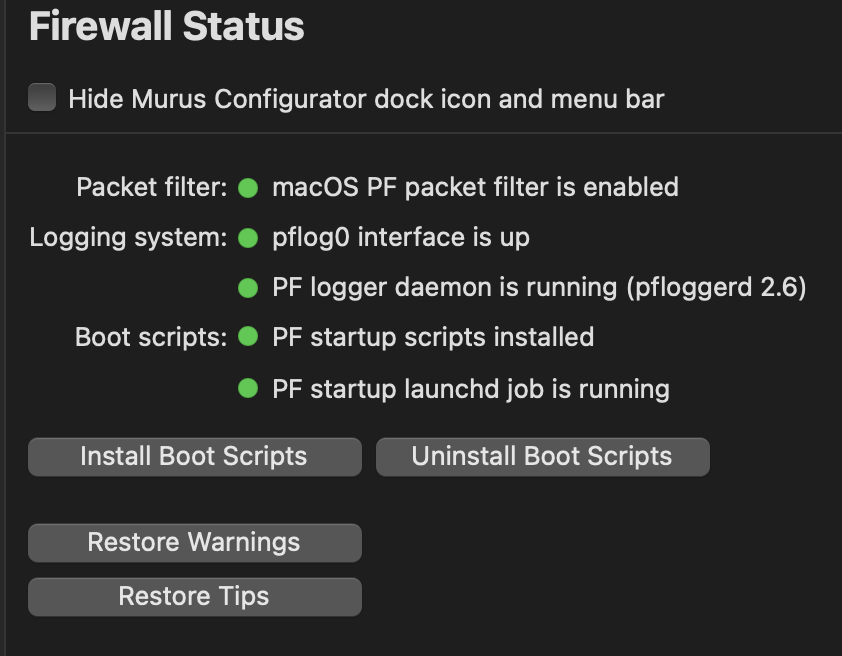 Firewall Status
Hide Murus Configurator dock icon and menu bar
Packet filter: macOS PF packet filter is enabled
Logging system: pflog0 interface is up
PF logger daemon is running (pfloggerd 2.6)
Boot scripts: PF startup scripts installed
PF startup launchd job is running
Install Boot Scripts Uninstall Boot Scripts
Restore Warnings
Restore Tips